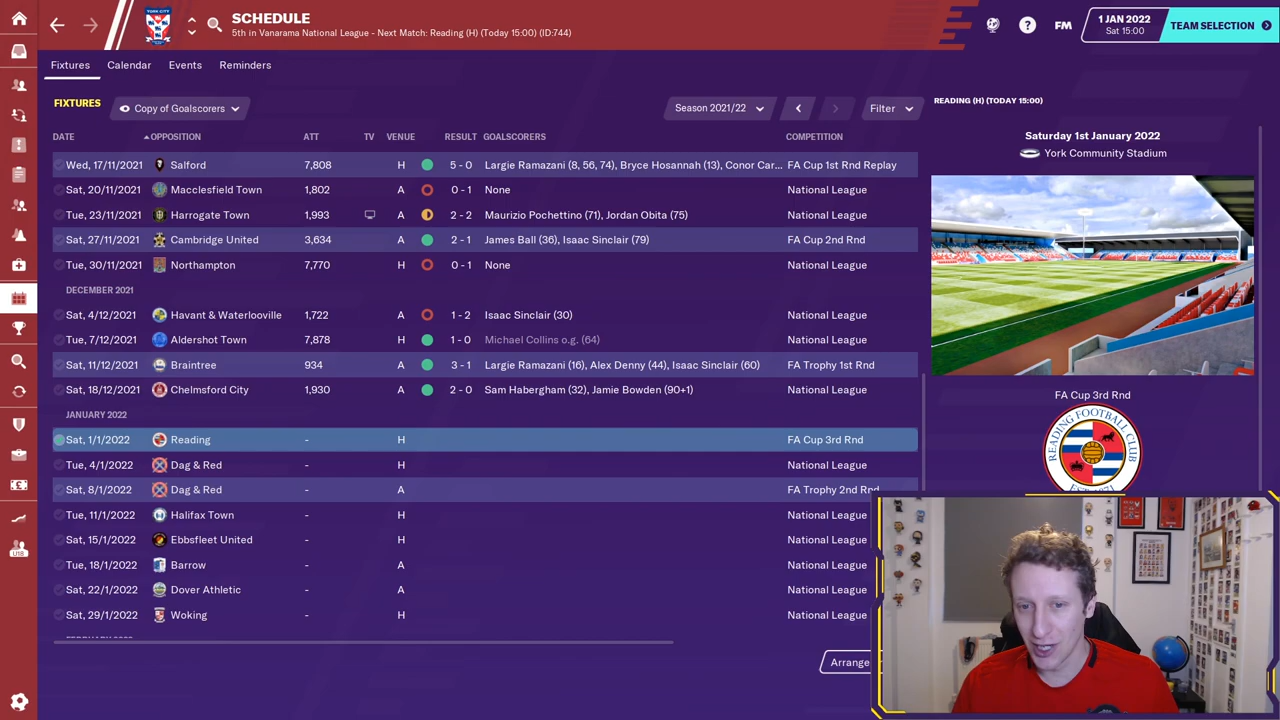 SCHEDULE
5th in Vanarama National League - Next Match: Reading (H) (Today 15:00) (ID:744)
YORK CITY
FM
1 JAN 2022
Sat 15:00
TEAM SELECTION
Fixtures Calendar Events Reminders
FIXTURES
Copy of Goalscorers
Season 2021/22
Filter
READING (H) (TODAY 15:00)
DATE OPPOSITION ATT TV VENUE RESULT GOALSCORERS COMPETITION
Wed, 17/11/2021 Salford 7,808 H 5 - 0 Largie Ramazani (8, 56, 74), Bryce Hosannah (13), Conor Car... FA Cup 1st Rnd Replay
Sat, 20/11/2021 Macclesfield Town 1,802 A 0 - 1 None National League
Tue, 23/11/2021 Harrogate Town 1,993 A 2 - 2 Maurizio Pochettino (71), Jordan Obita (75) National League
Sat, 27/11/2021 Cambridge United 3,634 A 2 - 1 James Ball (36), Isaac Sinclair (79) FA Cup 2nd Rnd
Tue, 30/11/2021 Northampton 7,770 H 0 - 1 None National League
DECEMBER 2021
Sat, 4/12/2021 Havant & Waterlooville 1,722 A 1 - 2 Isaac Sinclair (30) National League
Tue, 7/12/2021 Aldershot Town 7,878 H 1 - 0 Michael Collins o.g. (64) National League
Sat, 11/12/2021 Braintree 934 A 3 - 1 Largie Ramazani (16), Alex Denny (44), Isaac Sinclair (60) FA Trophy 1st Rnd
Sat, 18/12/2021 Chelmsford City 1,930 A 2 - 0 Sam Habergham (32), Jamie Bowden (90+1) National League
JANUARY 2022
Sat, 1/1/2022 Reading - H FA Cup 3rd Rnd
Tue, 4/1/2022 Dag & Red - H National League
Sat, 8/1/2022 Dag & Red - A FA Trophy 2nd Rnd
Tue, 11/1/2022 Halifax Town - H National League
Sat, 15/1/2022 Ebbsfleet United - H National League
Tue, 18/1/2022 Barrow - A National League
Sat, 22/1/2022 Dover Athletic - A National League
Sat, 29/1/2022 Woking - H National League
Arrange
Saturday 1st January 2022
York Community Stadium
FA Cup 3rd Rnd
READING FOOTBALL CLUB
U18